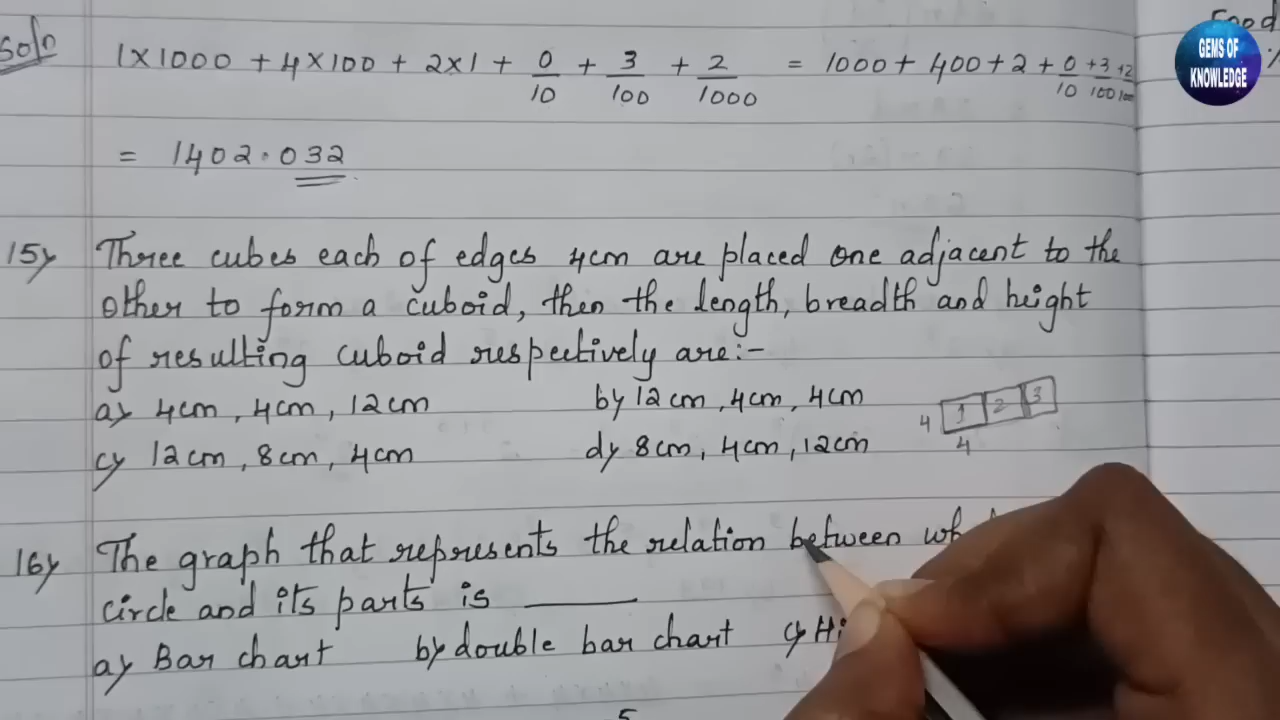 Food
GEMS OF
KNOWLEDGE
Soln
1×1000 + 4×100 + 2×1 + 0/10 + 3/100 + 2/1000 = 1000 + 400 + 2 + 0/10 + 3/100 + 2/1000
= 1402.032
15) Three cubes each of edges 4cm are placed one adjacent to the
other to form a cuboid, then the length, breadth and height
of resulting cuboid respectively are:-
a) 4cm, 4cm, 12cm b) 12cm, 4cm, 4cm
c) 12cm, 8cm, 4cm d) 8cm, 4cm, 12cm
4 1 2 3
4
16) The graph that represents the relation between
circle and its parts is ______
a) Bar chart b) double bar chart c)
5